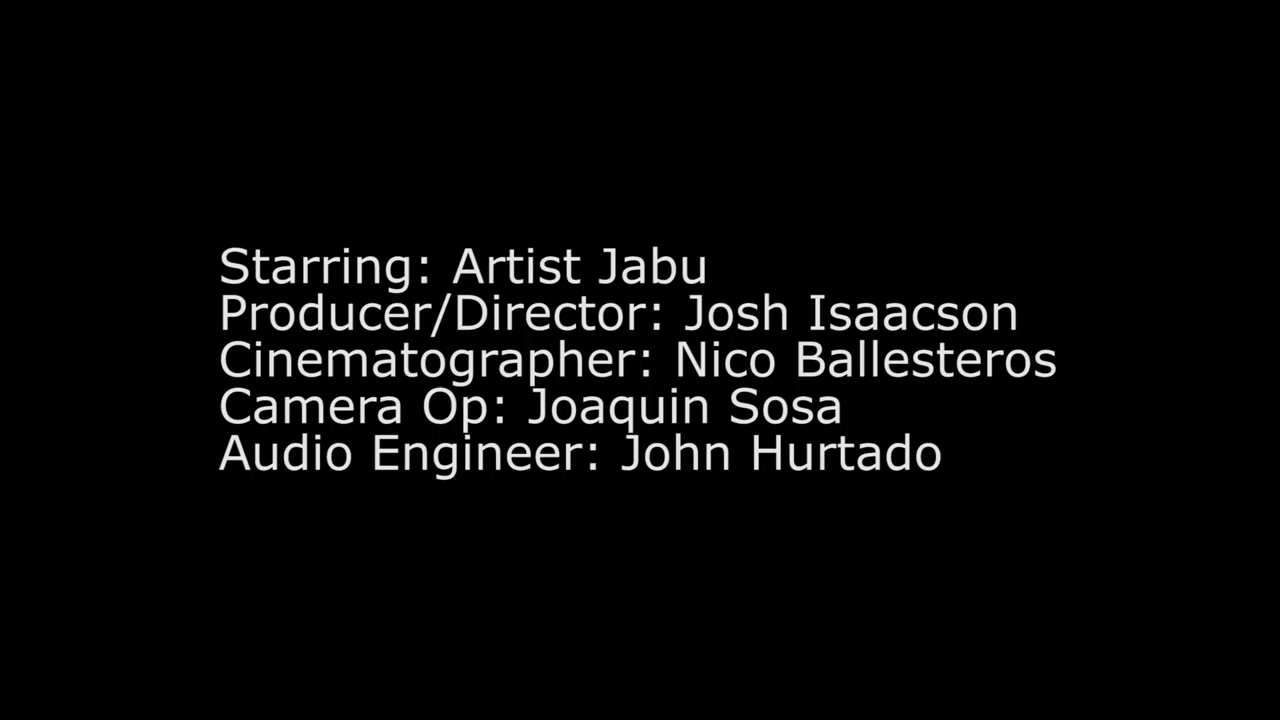 Starring: Artist Jabu
Producer/Director: Josh Isaacson
Cinematographer: Nico Ballesteros
Camera Op: Joaquin Sosa
Audio Engineer: John Hurtado